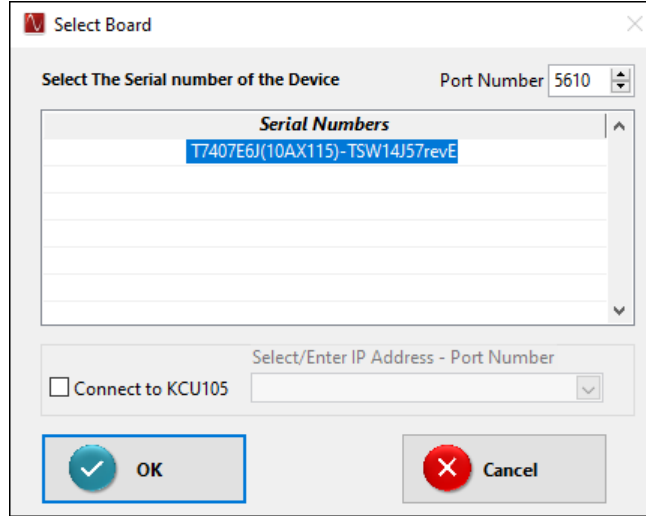 Select Board
Select The Serial number of the Device Port Number 5610
Serial Numbers
T7407E6J(10AX115)-TSW14J57revE
Select/Enter IP Address - Port Number
Connect to KCU105
OK Cancel